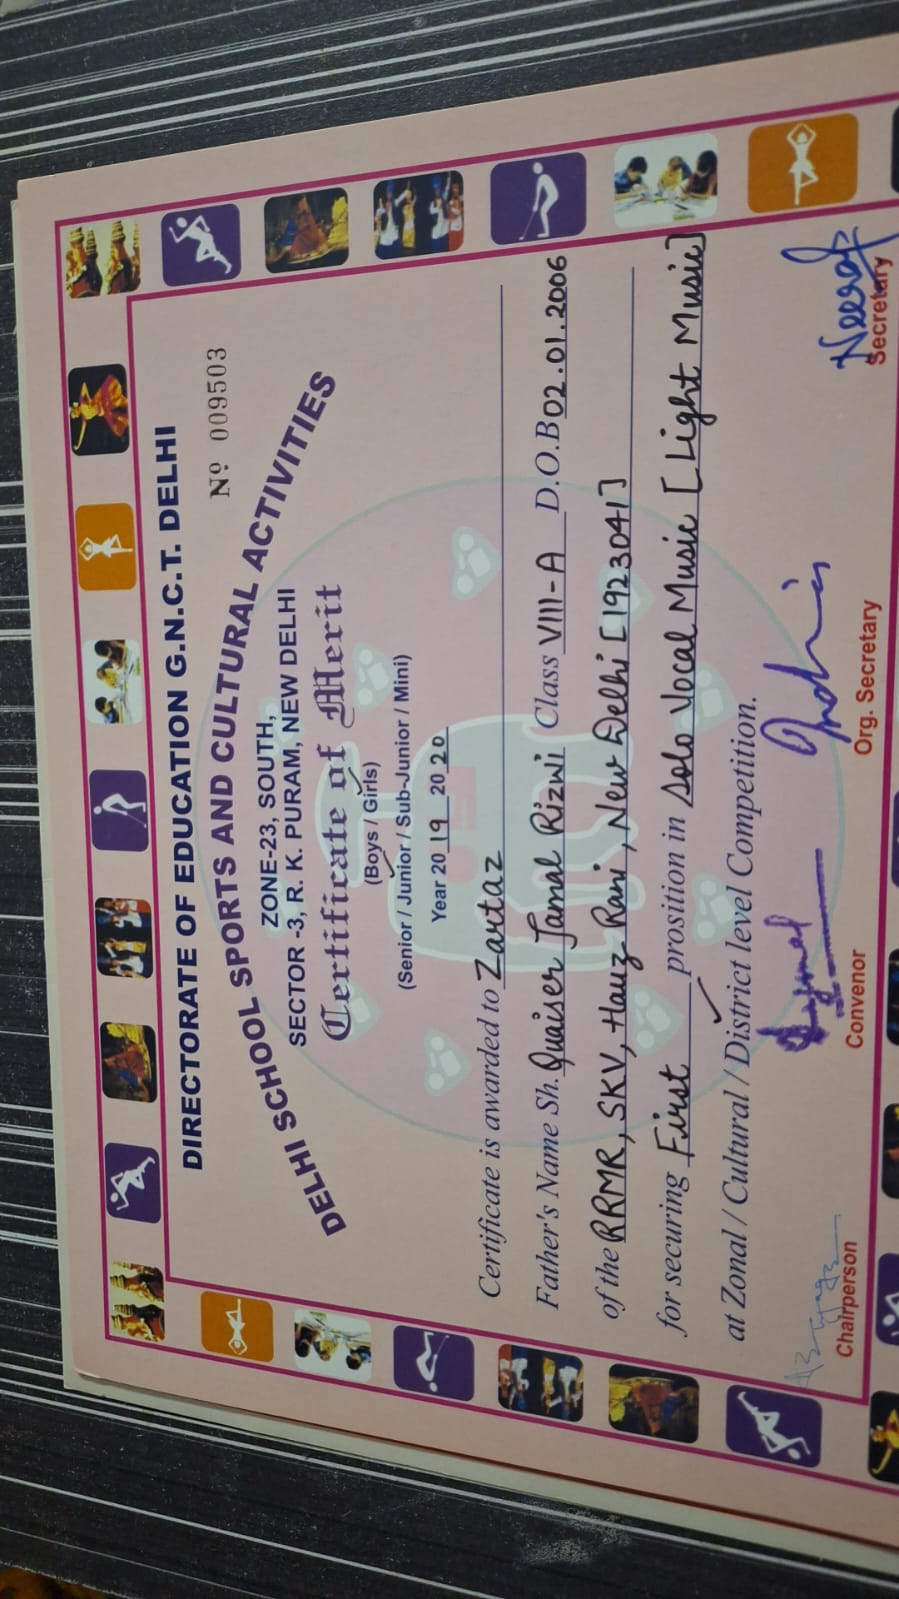 DIRECTORATE OF EDUCATION G.N.C.T. DELHI
Nº 009503
DELHI SCHOOL SPORTS AND CULTURAL ACTIVITIES
ZONE-23, SOUTH,
SECTOR -3, R. K. PURAM, NEW DELHI
Certificate of Merit
(Boys / Girls)
(Senior / Junior / Sub-Junior / Mini)
Year 2019 2020
Certificate is awarded to Zartaz
Father's Name Sh. Quaiser Jamal Rizwi Class VIII-A D.O.B 02.01.2006
of the RRMR, SKV, Hauz Rani, New Delhi [1923041]
for securing First prosition in Solo Vocal Music [Light Music]
at Zonal / Cultural / District level Competition.
Chairperson Convenor Org. Secretary Secretary